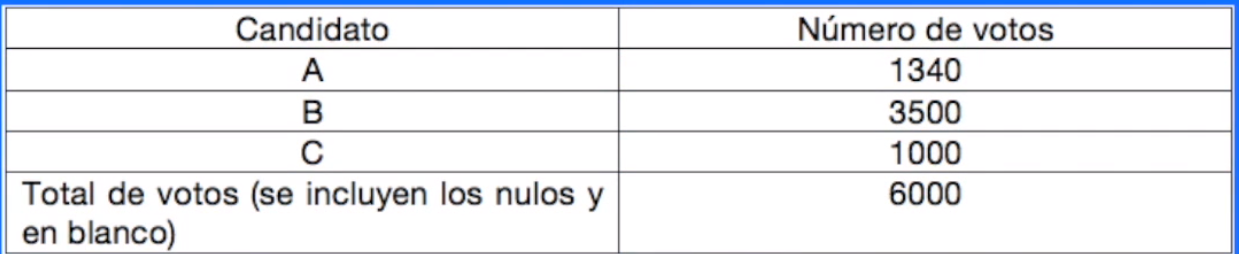 Candidato Número de votos
A 1340
B 3500
C 1000
Total de votos (se incluyen los nulos y 6000
en blanco)